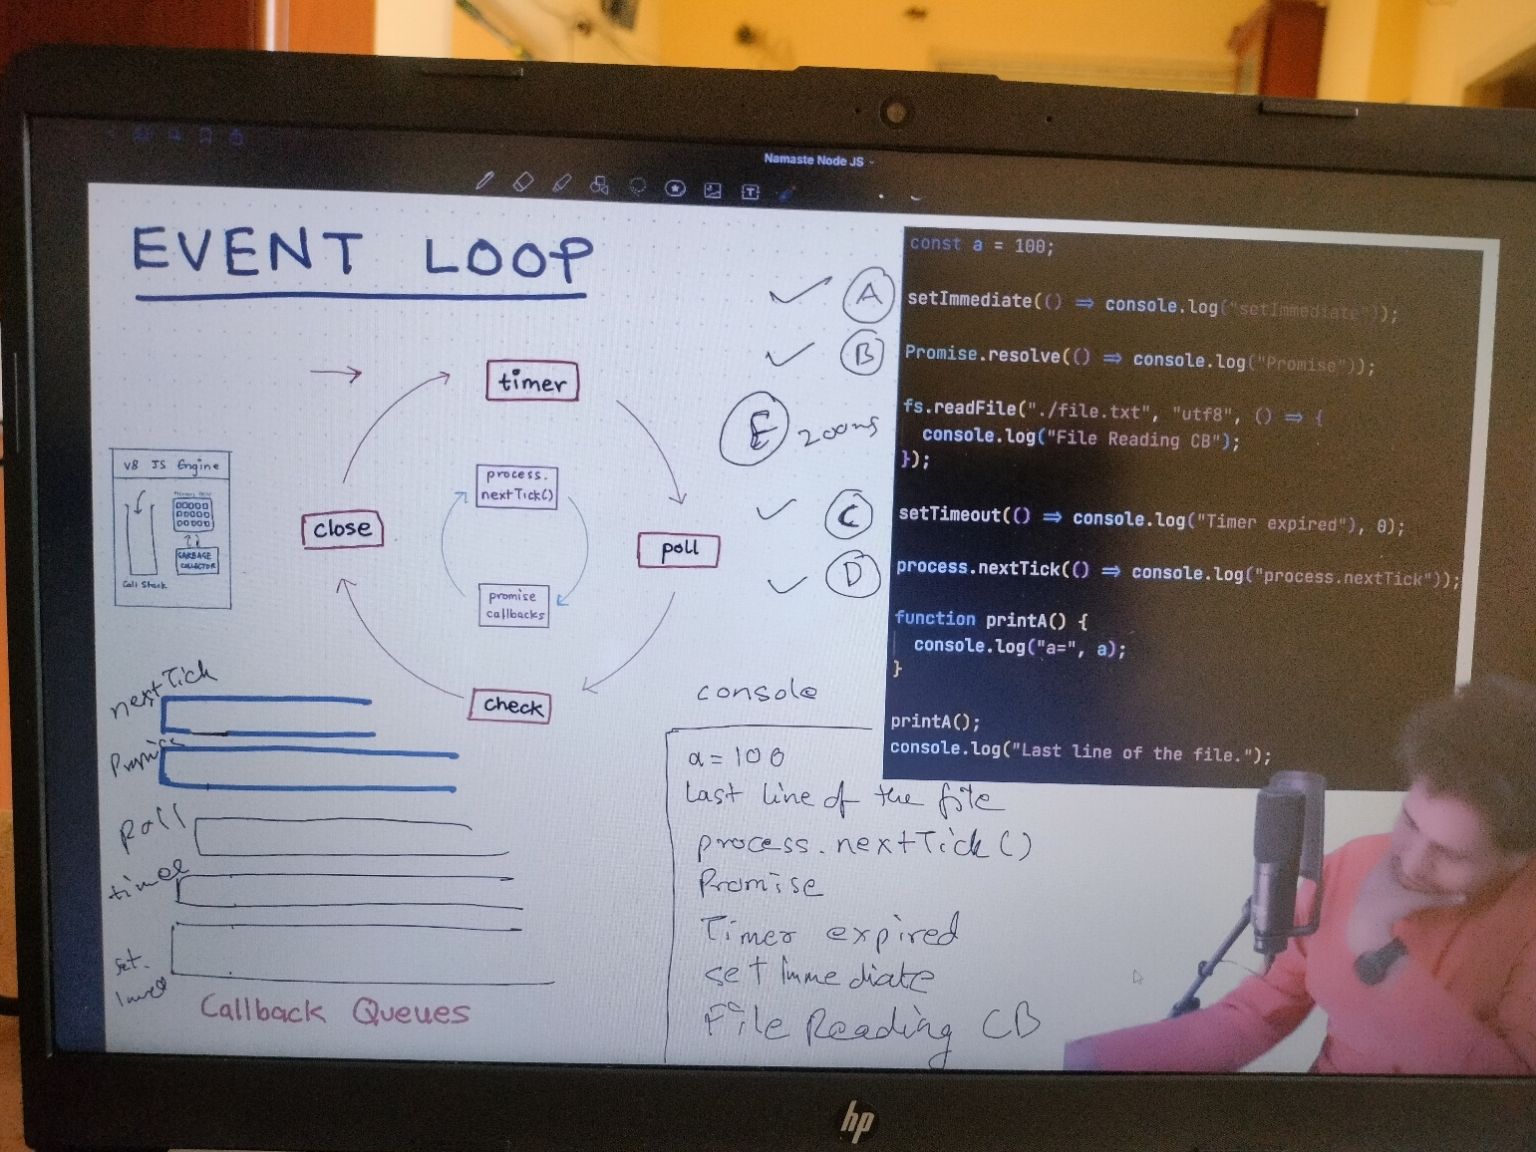 Namaste Node JS
EVENT LOOP
timer
process.
nextTick()
close
poll
promise
callbacks
check
V8 JS Engine
GARBAGE
COLLECTOR
Call Stack
A
B
E 200ms
C
D
const a = 100;
setImmediate(() => console.log("setImmediate"));
Promise.resolve(() => console.log("Promise"));
fs.readFile("./file.txt", "utf8", () => {
console.log("File Reading CB");
});
setTimeout(() => console.log("Timer expired"), 0);
process.nextTick(() => console.log("process.nextTick"));
function printA() {
console.log("a=", a);
}
printA();
console.log("Last line of the file.");
nextTick
Promise
poll
timer
set.
Callback Queues
console
a = 100
Last line of the file
process.nextTick()
Promise
Timer expired
setImmediate
File Reading CB
hp